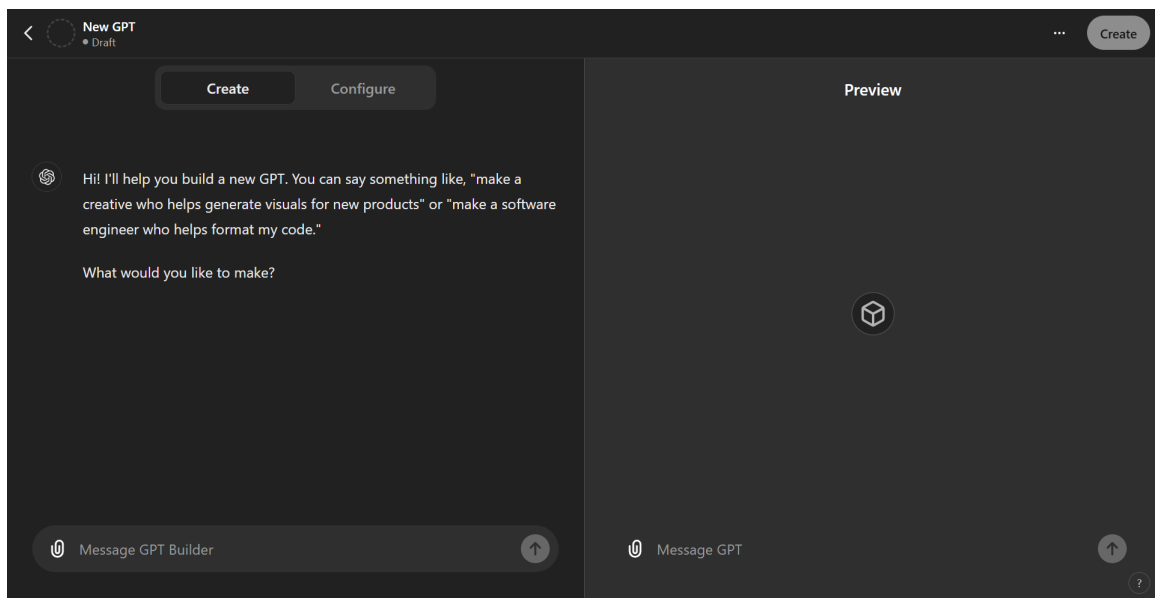 New GPT
Draft
...
Create
Create
Configure
Hi! I'll help you build a new GPT. You can say something like, "make a
creative who helps generate visuals for new products" or "make a software
engineer who helps format my code."
What would you like to make?
Message GPT Builder
Preview
Message GPT
?